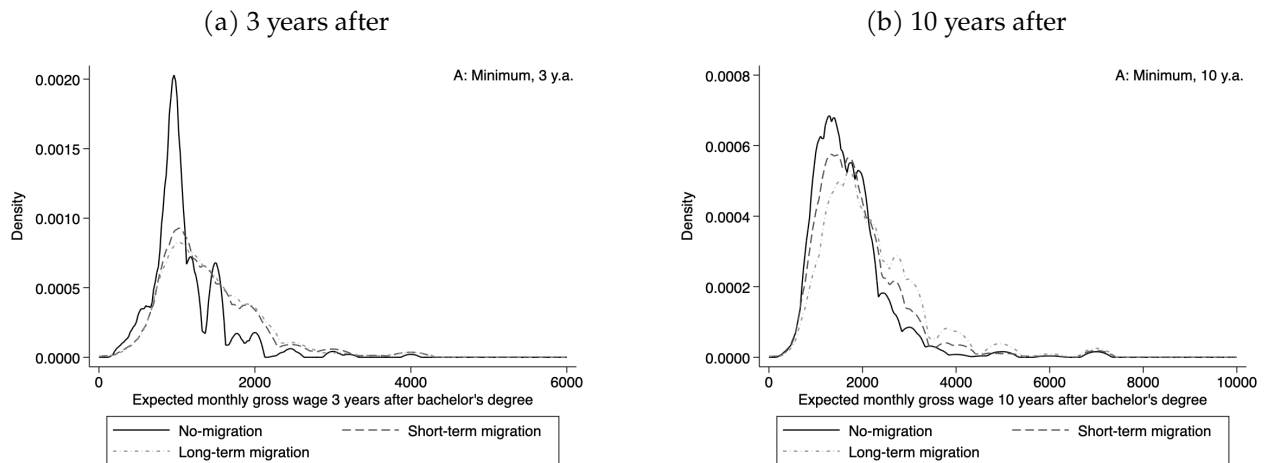 (a) 3 years after
A: Minimum, 3 y.a.
0.0020
0.0015
0.0010
0.0005
0.0000
Density
0 2000 4000 6000
Expected monthly gross wage 3 years after bachelor's degree
No-migration Short-term migration
Long-term migration
(b) 10 years after
A: Minimum, 10 y.a.
0.0008
0.0006
0.0004
0.0002
0.0000
Density
0 2000 4000 6000 8000 10000
Expected monthly gross wage 10 years after bachelor's degree
No-migration Short-term migration
Long-term migration